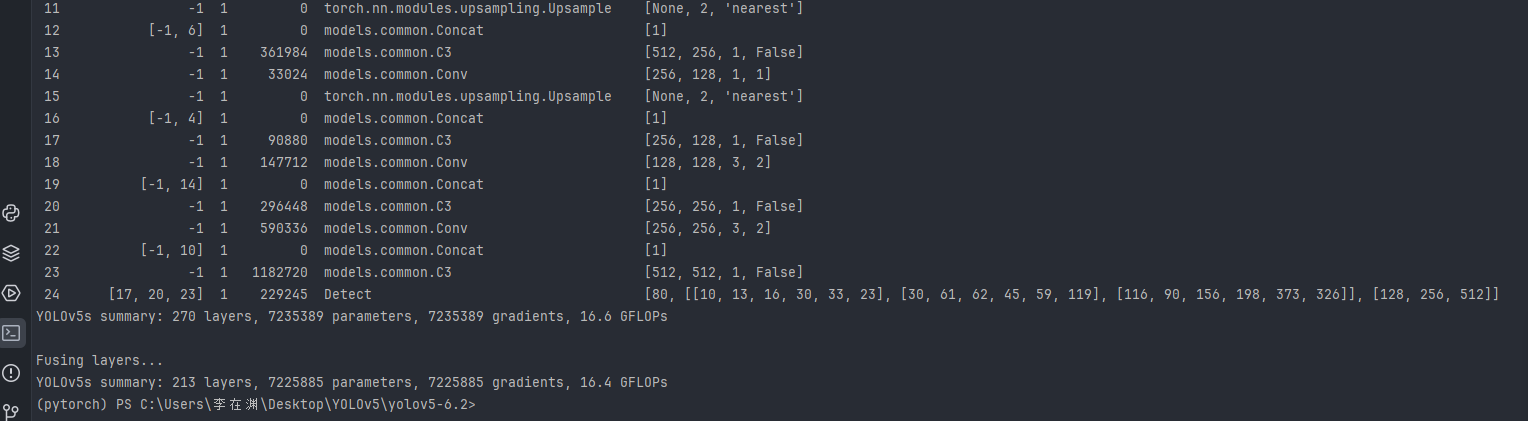 11 -1 1 0 torch.nn.modules.upsampling.Upsample [None, 2, 'nearest']
12 [-1, 6] 1 0 models.common.Concat [1]
13 -1 1 361984 models.common.C3 [512, 256, 1, False]
14 -1 1 33024 models.common.Conv [256, 128, 1, 1]
15 -1 1 0 torch.nn.modules.upsampling.Upsample [None, 2, 'nearest']
16 [-1, 4] 1 0 models.common.Concat [1]
17 -1 1 90880 models.common.C3 [256, 128, 1, False]
18 -1 1 147712 models.common.Conv [128, 128, 3, 2]
19 [-1, 14] 1 0 models.common.Concat [1]
20 -1 1 296448 models.common.C3 [256, 256, 1, False]
21 -1 1 590336 models.common.Conv [256, 256, 3, 2]
22 [-1, 10] 1 0 models.common.Concat [1]
23 -1 1 1182720 models.common.C3 [512, 512, 1, False]
24 [17, 20, 23] 1 229245 Detect [80, [[10, 13, 16, 30, 33, 23], [30, 61, 62, 45, 59, 119], [116, 90, 156, 198, 373, 326]], [128, 256, 512]]
YOLOv5s summary: 270 layers, 7235389 parameters, 7235389 gradients, 16.6 GFLOPs
Fusing layers...
YOLOv5s summary: 213 layers, 7225885 parameters, 7225885 gradients, 16.4 GFLOPs
(pytorch) PS C:\Users\李在渊\Desktop\YOLOv5\yolov5-6.2>